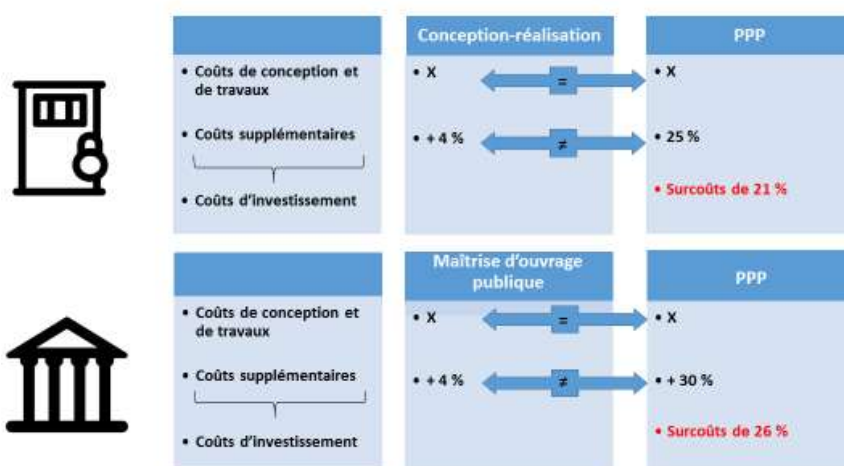 Conception-réalisation
PPP
• Coûts de conception et
de travaux
• X
=
• X
• Coûts supplémentaires
• + 4 %
≠
• 25 %
• Coûts d'investissement
• Surcoûts de 21 %
Maîtrise d'ouvrage
publique
PPP
• Coûts de conception et
de travaux
• X
=
• X
• Coûts supplémentaires
• + 4 %
≠
• + 30 %
• Coûts d'investissement
• Surcoûts de 26 %